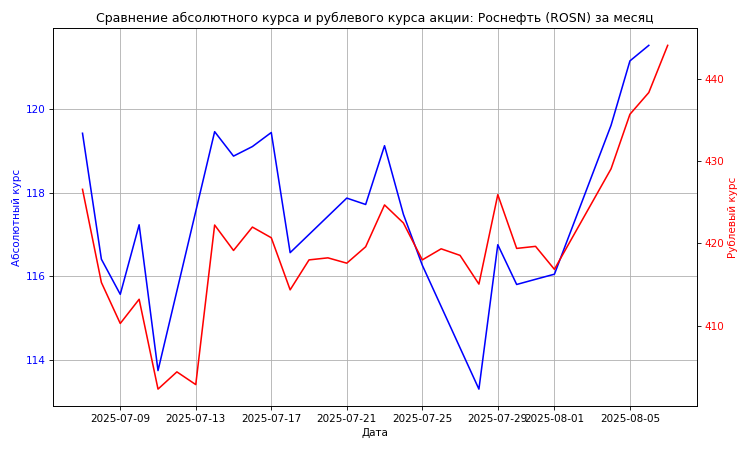 Сравнение абсолютного курса и рублевого курса акции: Роснефть (ROSN) за месяц
120
118
116
114
Абсолютный курс
440
430
420
410
Рублевый курс
2025-07-09 2025-07-13 2025-07-17 2025-07-21 2025-07-25 2025-07-29 2025-08-01 2025-08-05
Дата